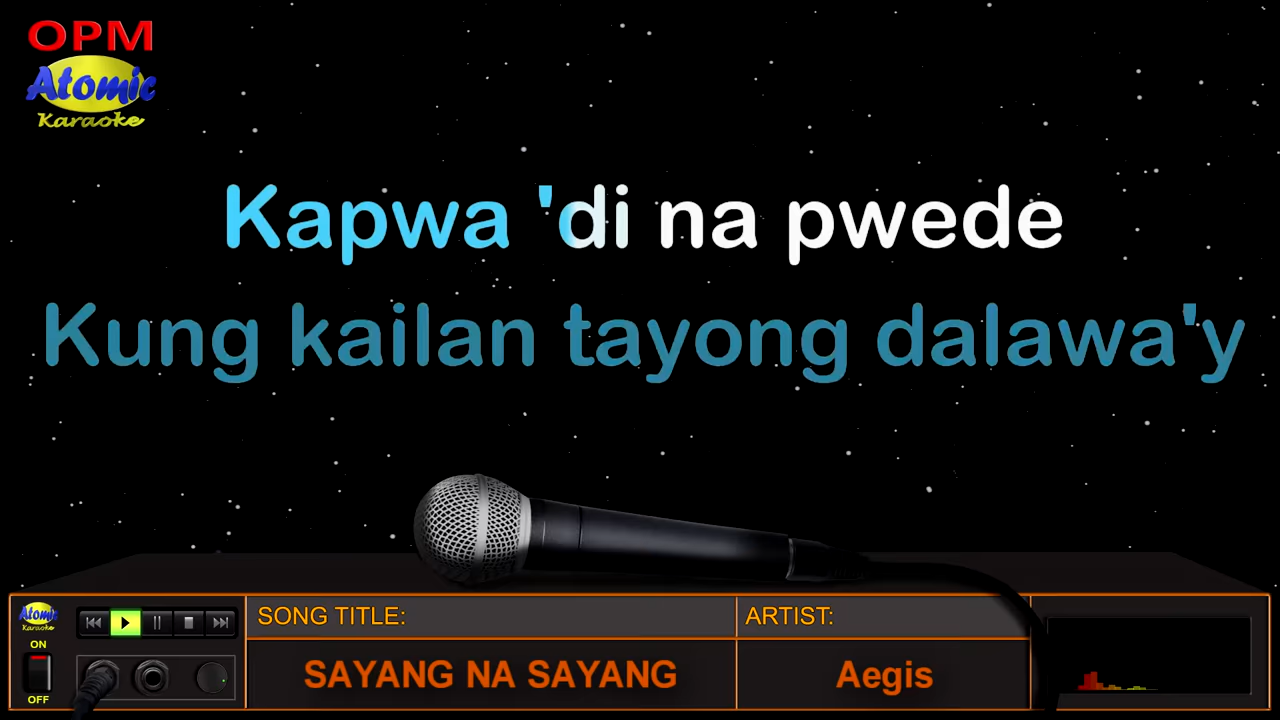 OPM
Atomic
Karaoke
Kapwa 'di na pwede
Kung kailan tayong dalawa'y
Atomic
Karaoke
ON
OFF
SONG TITLE:
ARTIST:
SAYANG NA SAYANG
Aegis